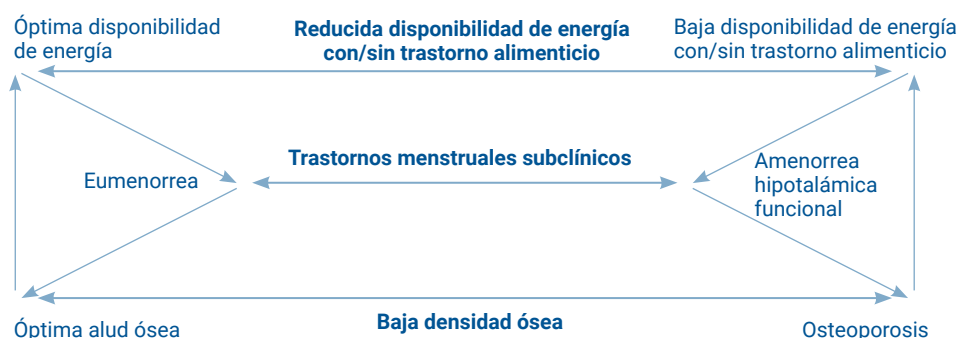 Óptima disponibilidad
de energía
Reducida disponibilidad de energía
con/sin trastorno alimenticio
Baja disponibilidad de energía
con/sin trastorno alimenticio
Eumenorrea
Trastornos menstruales subclínicos
Amenorrea
hipotalámica
funcional
Óptima alud ósea
Baja densidad ósea
Osteoporosis